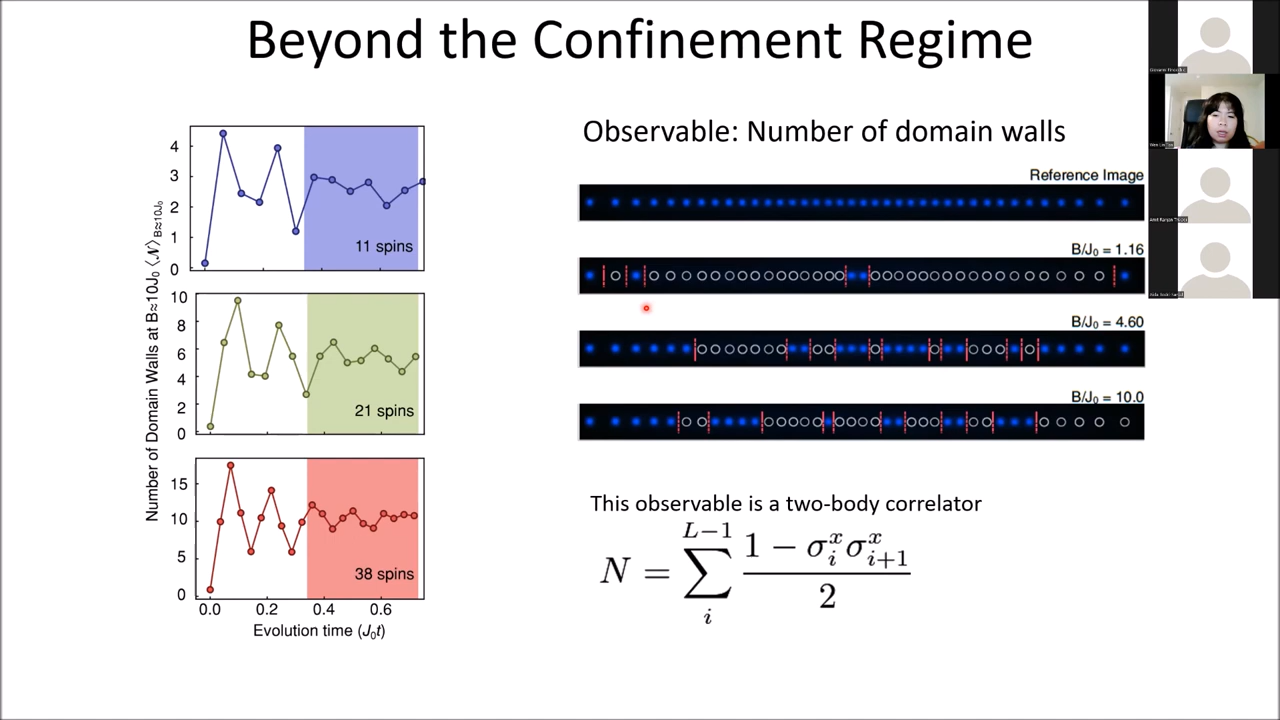 Beyond the Confinement Regime
Number of Domain Walls at B≈10J₀ ⟨𝒩⟩B≈10J₀
4
3
2
1
0
11 spins
10
8
6
4
2
0
21 spins
15
10
5
0
38 spins
0.0 0.2 0.4 0.6
Evolution time (J₀t)
Observable: Number of domain walls
Reference Image
B/J₀ = 1.16
B/J₀ = 4.60
B/J₀ = 10.0
This observable is a two-body correlator
N = ∑_i^{L−1} (1 − σ_i^x σ_{i+1}^x) / 2